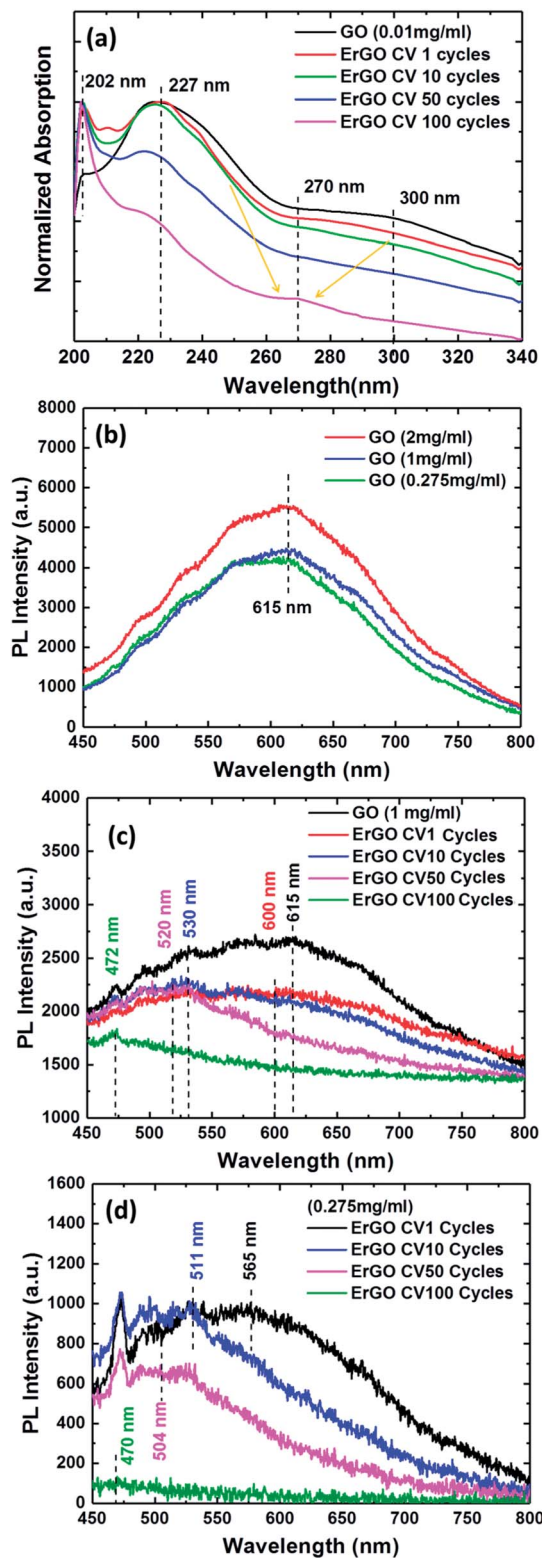 (a)
GO (0.01mg/ml)
ErGO CV 1 cycles
ErGO CV 10 cycles
ErGO CV 50 cycles
ErGO CV 100 cycles
202 nm
227 nm
270 nm
300 nm
Normalized Absorption
200 220 240 260 280 300 320 340
Wavelength(nm)
(b)
GO (2mg/ml)
GO (1mg/ml)
GO (0.275mg/ml)
615 nm
PL Intensity (a.u.)
8000
7000
6000
5000
4000
3000
2000
1000
0
450 500 550 600 650 700 750 800
Wavelength (nm)
(c)
GO (1 mg/ml)
ErGO CV1 Cycles
ErGO CV10 Cycles
ErGO CV50 Cycles
ErGO CV100 Cycles
472 nm
520 nm
530 nm
600 nm
615 nm
PL Intensity (a.u.)
4000
3500
3000
2500
2000
1500
1000
450 500 550 600 650 700 750 800
Wavelength (nm)
(d)
(0.275mg/ml)
ErGO CV1 Cycles
ErGO CV10 Cycles
ErGO CV50 Cycles
ErGO CV100 Cycles
511 nm
565 nm
470 nm
504 nm
PL Intensity (a.u.)
1600
1400
1200
1000
800
600
400
200
0
450 500 550 600 650 700 750 800
Wavelength (nm)